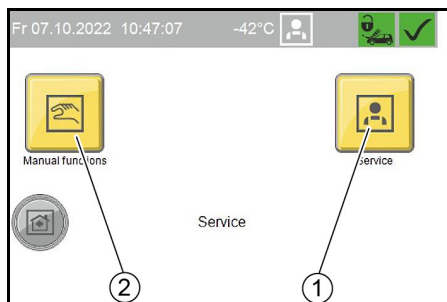 Fr 07.10.2022 10:47:07 -42°C
Manual functions
Service
Service
2
1